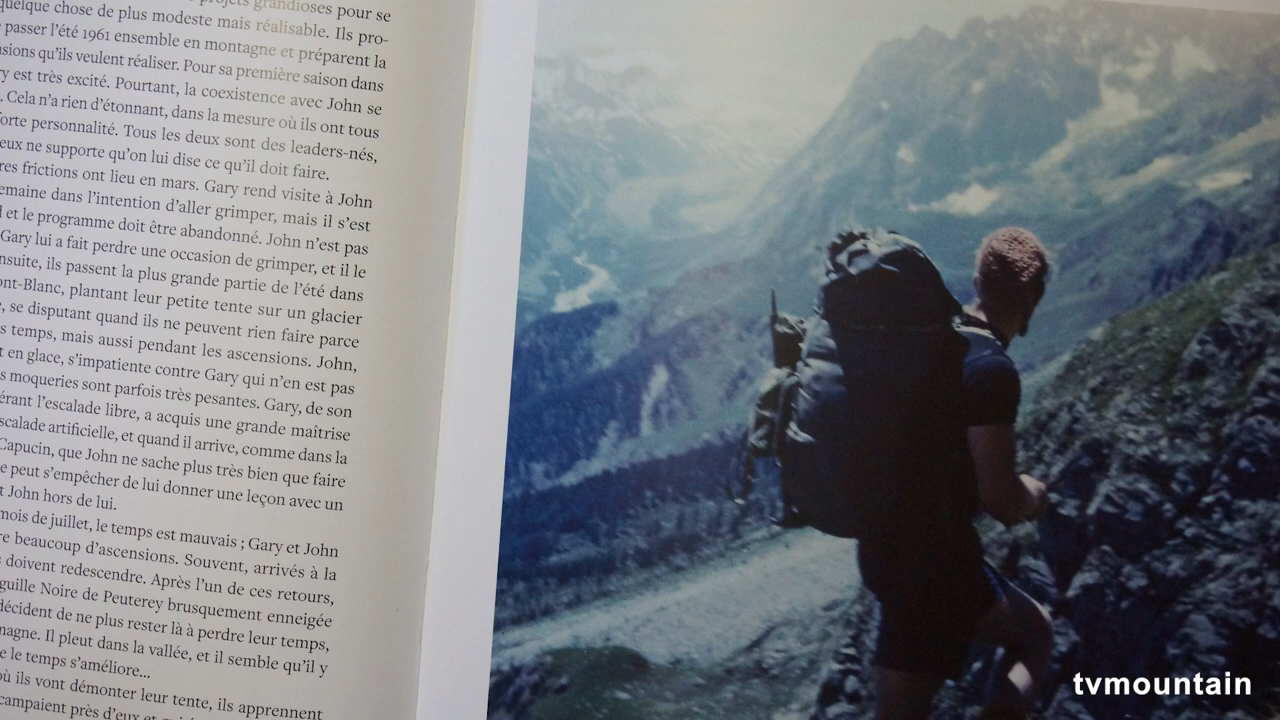 projets grandioses pour se
quelque chose de plus modeste mais réalisable. Ils pro-
passer l'été 1961 ensemble en montagne et préparent la
nsions qu'ils veulent réaliser. Pour sa première saison dans
ry est très excité. Pourtant, la coexistence avec John se
. Cela n'a rien d'étonnant, dans la mesure où ils ont tous
forte personnalité. Tous les deux sont des leaders-nés,
eux ne supporte qu'on lui dise ce qu'il doit faire.
res frictions ont lieu en mars. Gary rend visite à John
emaine dans l'intention d'aller grimper, mais il s'est
l et le programme doit être abandonné. John n'est pas
Gary lui a fait perdre une occasion de grimper, et il le
nsuite, ils passent la plus grande partie de l'été dans
ont-Blanc, plantant leur petite tente sur un glacier
, se disputant quand ils ne peuvent rien faire parce
s temps, mais aussi pendant les ascensions. John,
t en glace, s'impatiente contre Gary qui n'en est pas
s moqueries sont parfois très pesantes. Gary, de son
érant l'escalade libre, a acquis une grande maîtrise
scalade artificielle, et quand il arrive, comme dans la
Capucin, que John ne sache plus très bien que faire
e peut s'empêcher de lui donner une leçon avec un
t John hors de lui.
mois de juillet, le temps est mauvais ; Gary et John
re beaucoup d'ascensions. Souvent, arrivés à la
s doivent redescendre. Après l'un de ces retours,
guille Noire de Peuterey brusquement enneigée
décident de ne plus rester là à perdre leur temps,
magne. Il pleut dans la vallée, et il semble qu'il y
e le temps s'améliore...
où ils vont démonter leur tente, ils apprennent
campaient près d'eux et
tvmountain